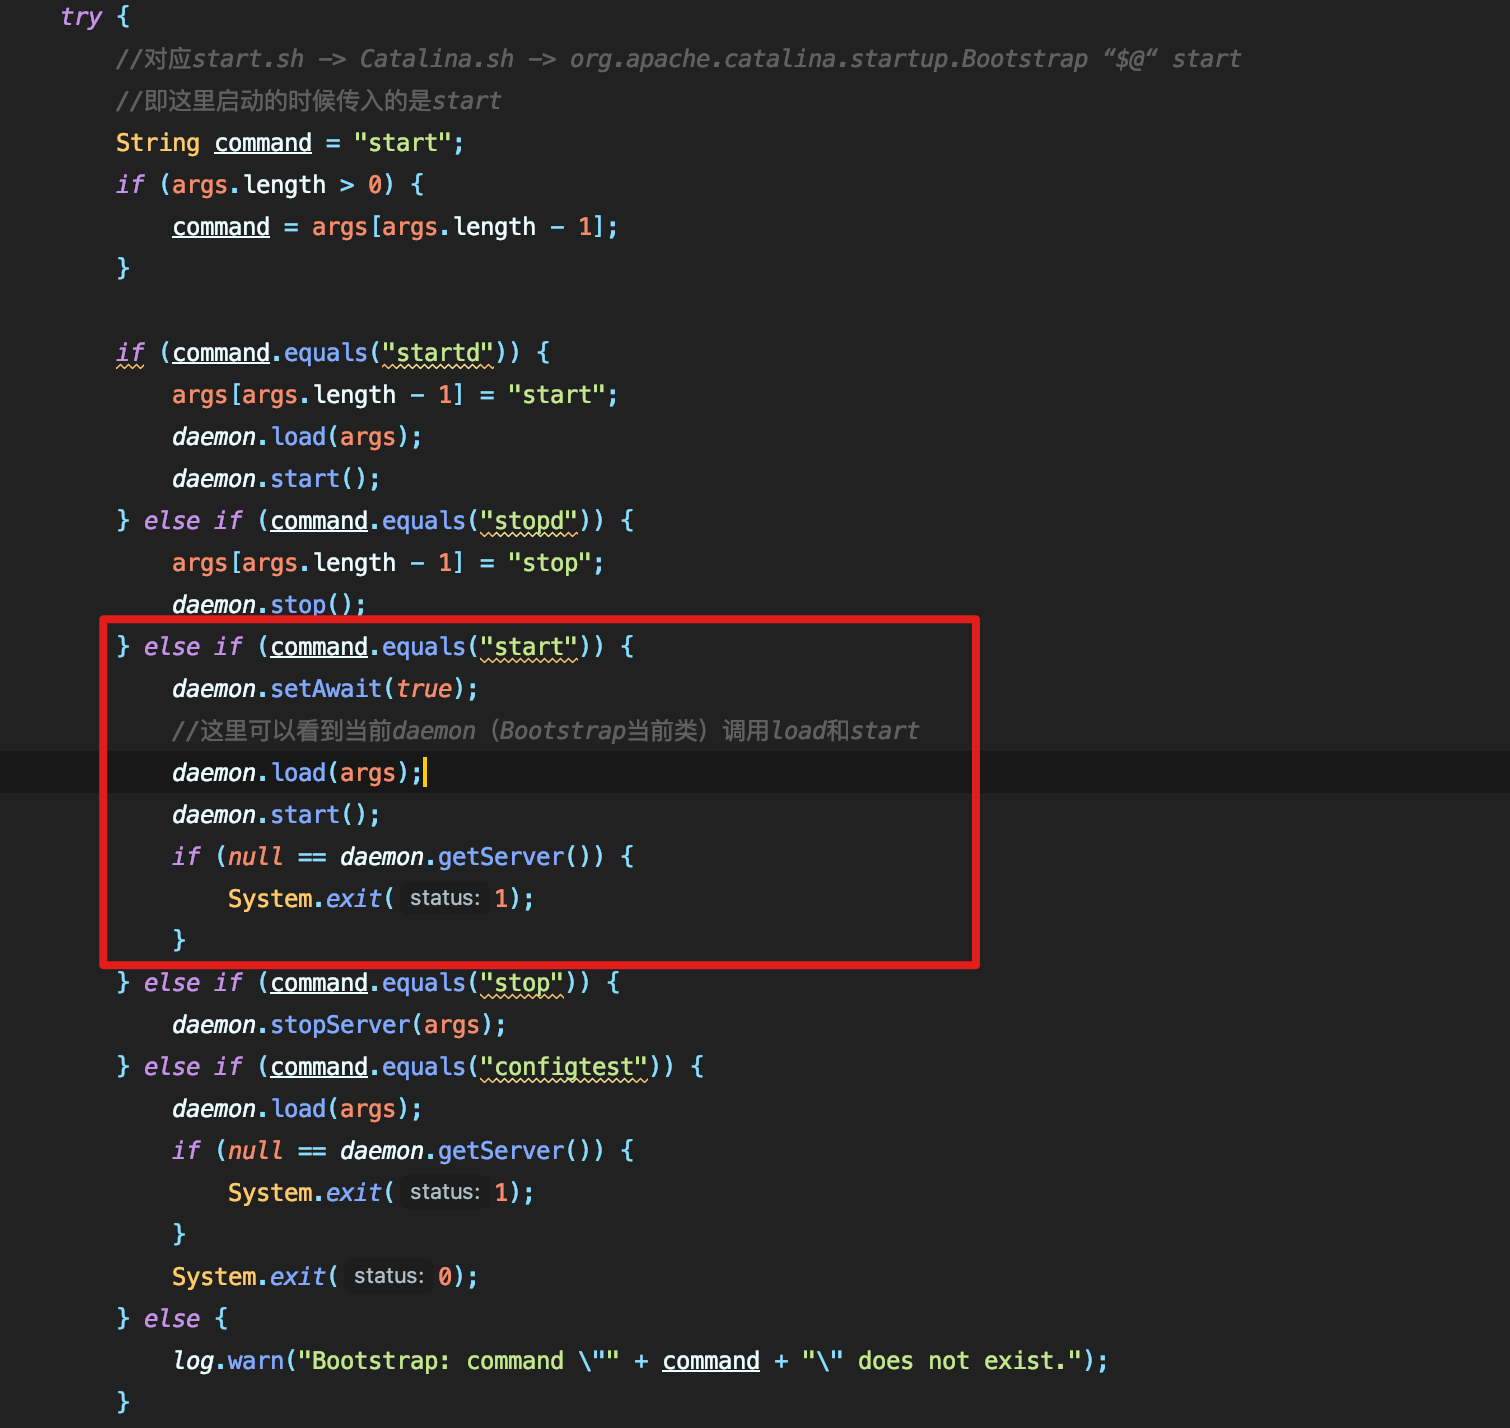 try {
//对应start.sh -> Catalina.sh -> org.apache.catalina.startup.Bootstrap “$@“ start
//即这里启动的时候传入的是start
String command = "start";
if (args.length > 0) {
command = args[args.length - 1];
}
if (command.equals("startd")) {
args[args.length - 1] = "start";
daemon.load(args);
daemon.start();
} else if (command.equals("stopd")) {
args[args.length - 1] = "stop";
daemon.stop();
} else if (command.equals("start")) {
daemon.setAwait(true);
//这里可以看到当前daemon（Bootstrap当前类）调用load和start
daemon.load(args);
daemon.start();
if (null == daemon.getServer()) {
System.exit( status: 1);
}
} else if (command.equals("stop")) {
daemon.stopServer(args);
} else if (command.equals("configtest")) {
daemon.load(args);
if (null == daemon.getServer()) {
System.exit( status: 1);
}
System.exit( status: 0);
} else {
log.warn("Bootstrap: command \"" + command + "\" does not exist.");
}